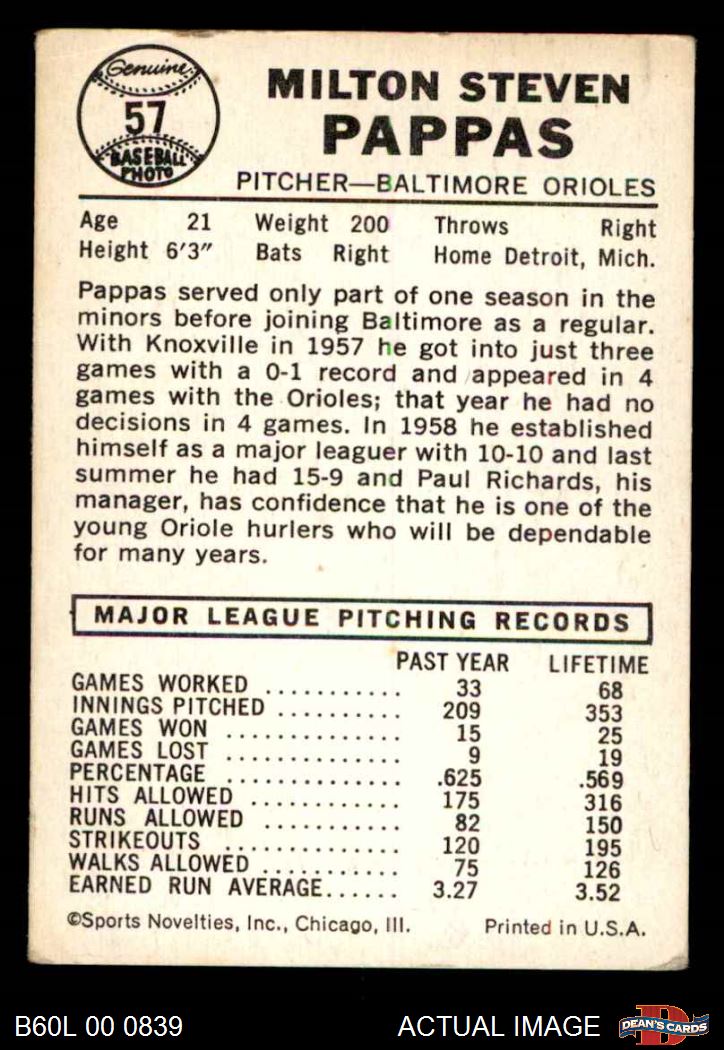 Genuine
57
BASEBALL
PHOTO
MILTON STEVEN
PAPPAS
PITCHER—BALTIMORE ORIOLES
Age 21 Weight 200 Throws Right
Height 6'3" Bats Right Home Detroit, Mich.
Pappas served only part of one season in the
minors before joining Baltimore as a regular.
With Knoxville in 1957 he got into just three
games with a 0-1 record and appeared in 4
games with the Orioles; that year he had no
decisions in 4 games. In 1958 he established
himself as a major leaguer with 10-10 and last
summer he had 15-9 and Paul Richards, his
manager, has confidence that he is one of the
young Oriole hurlers who will be dependable
for many years.
MAJOR LEAGUE PITCHING RECORDS
PAST YEAR LIFETIME
GAMES WORKED ........... 33 68
INNINGS PITCHED .......... 209 353
GAMES WON .............. 15 25
GAMES LOST .............. 9 19
PERCENTAGE .............. .625 .569
HITS ALLOWED ............ 175 316
RUNS ALLOWED ........... 82 150
STRIKEOUTS .............. 120 195
WALKS ALLOWED ........... 75 126
EARNED RUN AVERAGE...... 3.27 3.52
©Sports Novelties, Inc., Chicago, Ill. Printed in U.S.A.
B60L 00 0839 ACTUAL IMAGE D DEAN'S CARDS